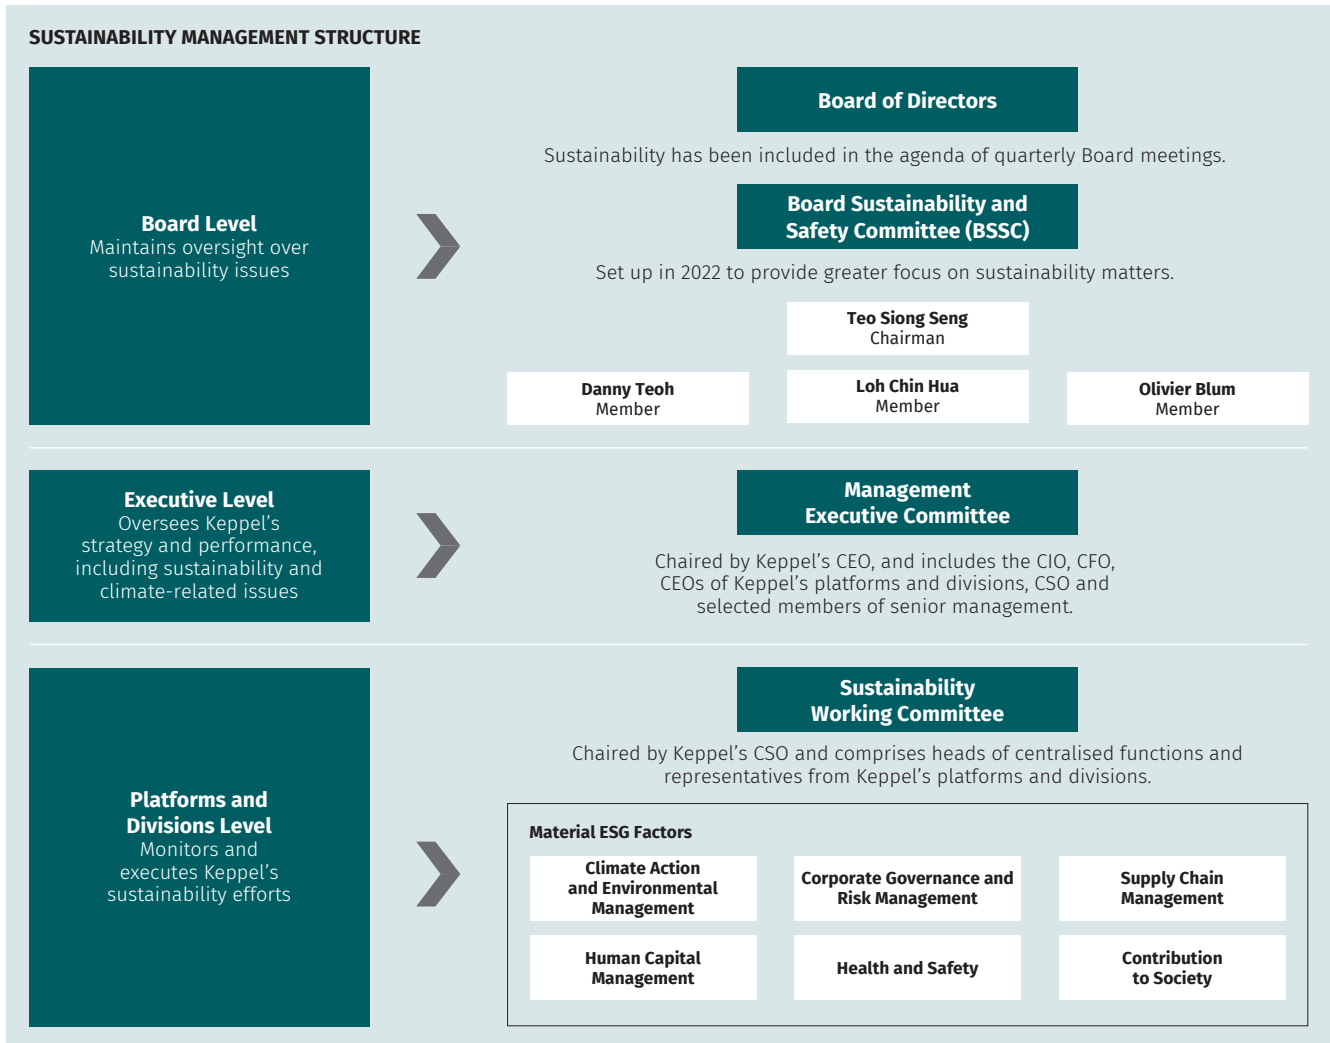 SUSTAINABILITY MANAGEMENT STRUCTURE
Board Level
Maintains oversight over
sustainability issues
Board of Directors
Sustainability has been included in the agenda of quarterly Board meetings.
Board Sustainability and
Safety Committee (BSSC)
Set up in 2022 to provide greater focus on sustainability matters.
Teo Siong Seng
Chairman
Danny Teoh
Member
Loh Chin Hua
Member
Olivier Blum
Member
Executive Level
Oversees Keppel’s
strategy and performance,
including sustainability and
climate-related issues
Management
Executive Committee
Chaired by Keppel’s CEO, and includes the CIO, CFO,
CEOs of Keppel’s platforms and divisions, CSO and
selected members of senior management.
Platforms and
Divisions Level
Monitors and
executes Keppel’s
sustainability efforts
Sustainability
Working Committee
Chaired by Keppel’s CSO and comprises heads of centralised functions and
representatives from Keppel’s platforms and divisions.
Material ESG Factors
Climate Action
and Environmental
Management
Corporate Governance and
Risk Management
Supply Chain
Management
Human Capital
Management
Health and Safety
Contribution
to Society